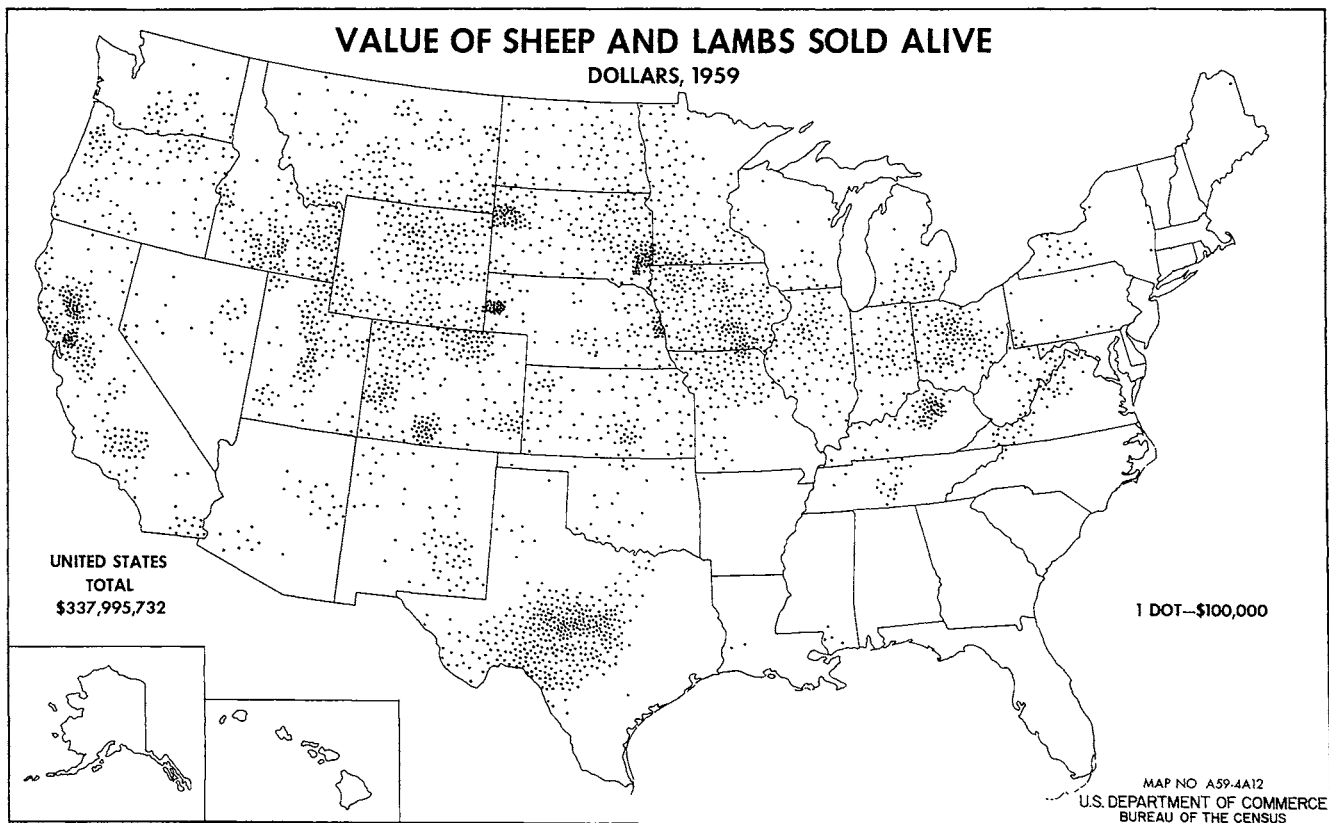 VALUE OF SHEEP AND LAMBS SOLD ALIVE
DOLLARS, 1959
UNITED STATES
TOTAL
$337,995,732
1 DOT—$100,000
MAP NO A59-4A12
U.S. DEPARTMENT OF COMMERCE
BUREAU OF THE CENSUS